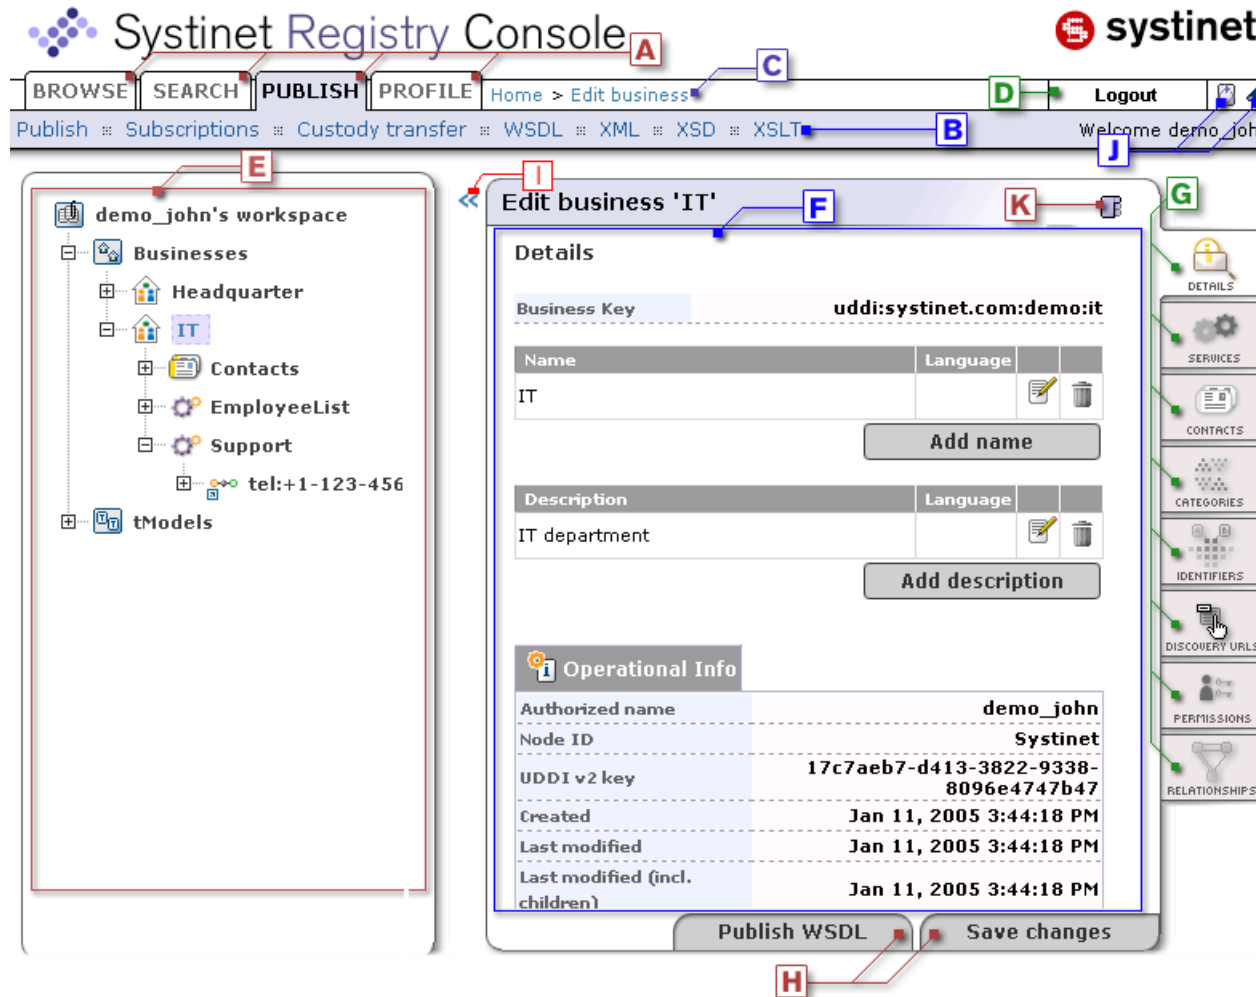 Systinet Registry Console
systinet
A
BROWSE SEARCH PUBLISH PROFILE Home > Edit business
C
D
Logout
Publish Subscriptions Custody transfer WSDL XML XSD XSLT
B
Welcome demo_joh
J
E
I
demo_john's workspace
Businesses
Headquarter
IT
Contacts
EmployeeList
Support
tel:+1-123-456
tModels
Edit business 'IT'
F
K
G
Details
Business Key uddi:systinet.com:demo:it
Name Language
IT
Add name
Description Language
IT department
Add description
Operational Info
Authorized name demo_john
Node ID Systinet
UDDI v2 key 17c7aeb7-d413-3822-9338-
8096e4747b47
Created Jan 11, 2005 3:44:18 PM
Last modified Jan 11, 2005 3:44:18 PM
Last modified (incl.
children) Jan 11, 2005 3:44:18 PM
Publish WSDL Save changes
H
DETAILS
SERVICES
CONTACTS
CATEGORIES
IDENTIFIERS
DISCOVERY URLS
PERMISSIONS
RELATIONSHIPS